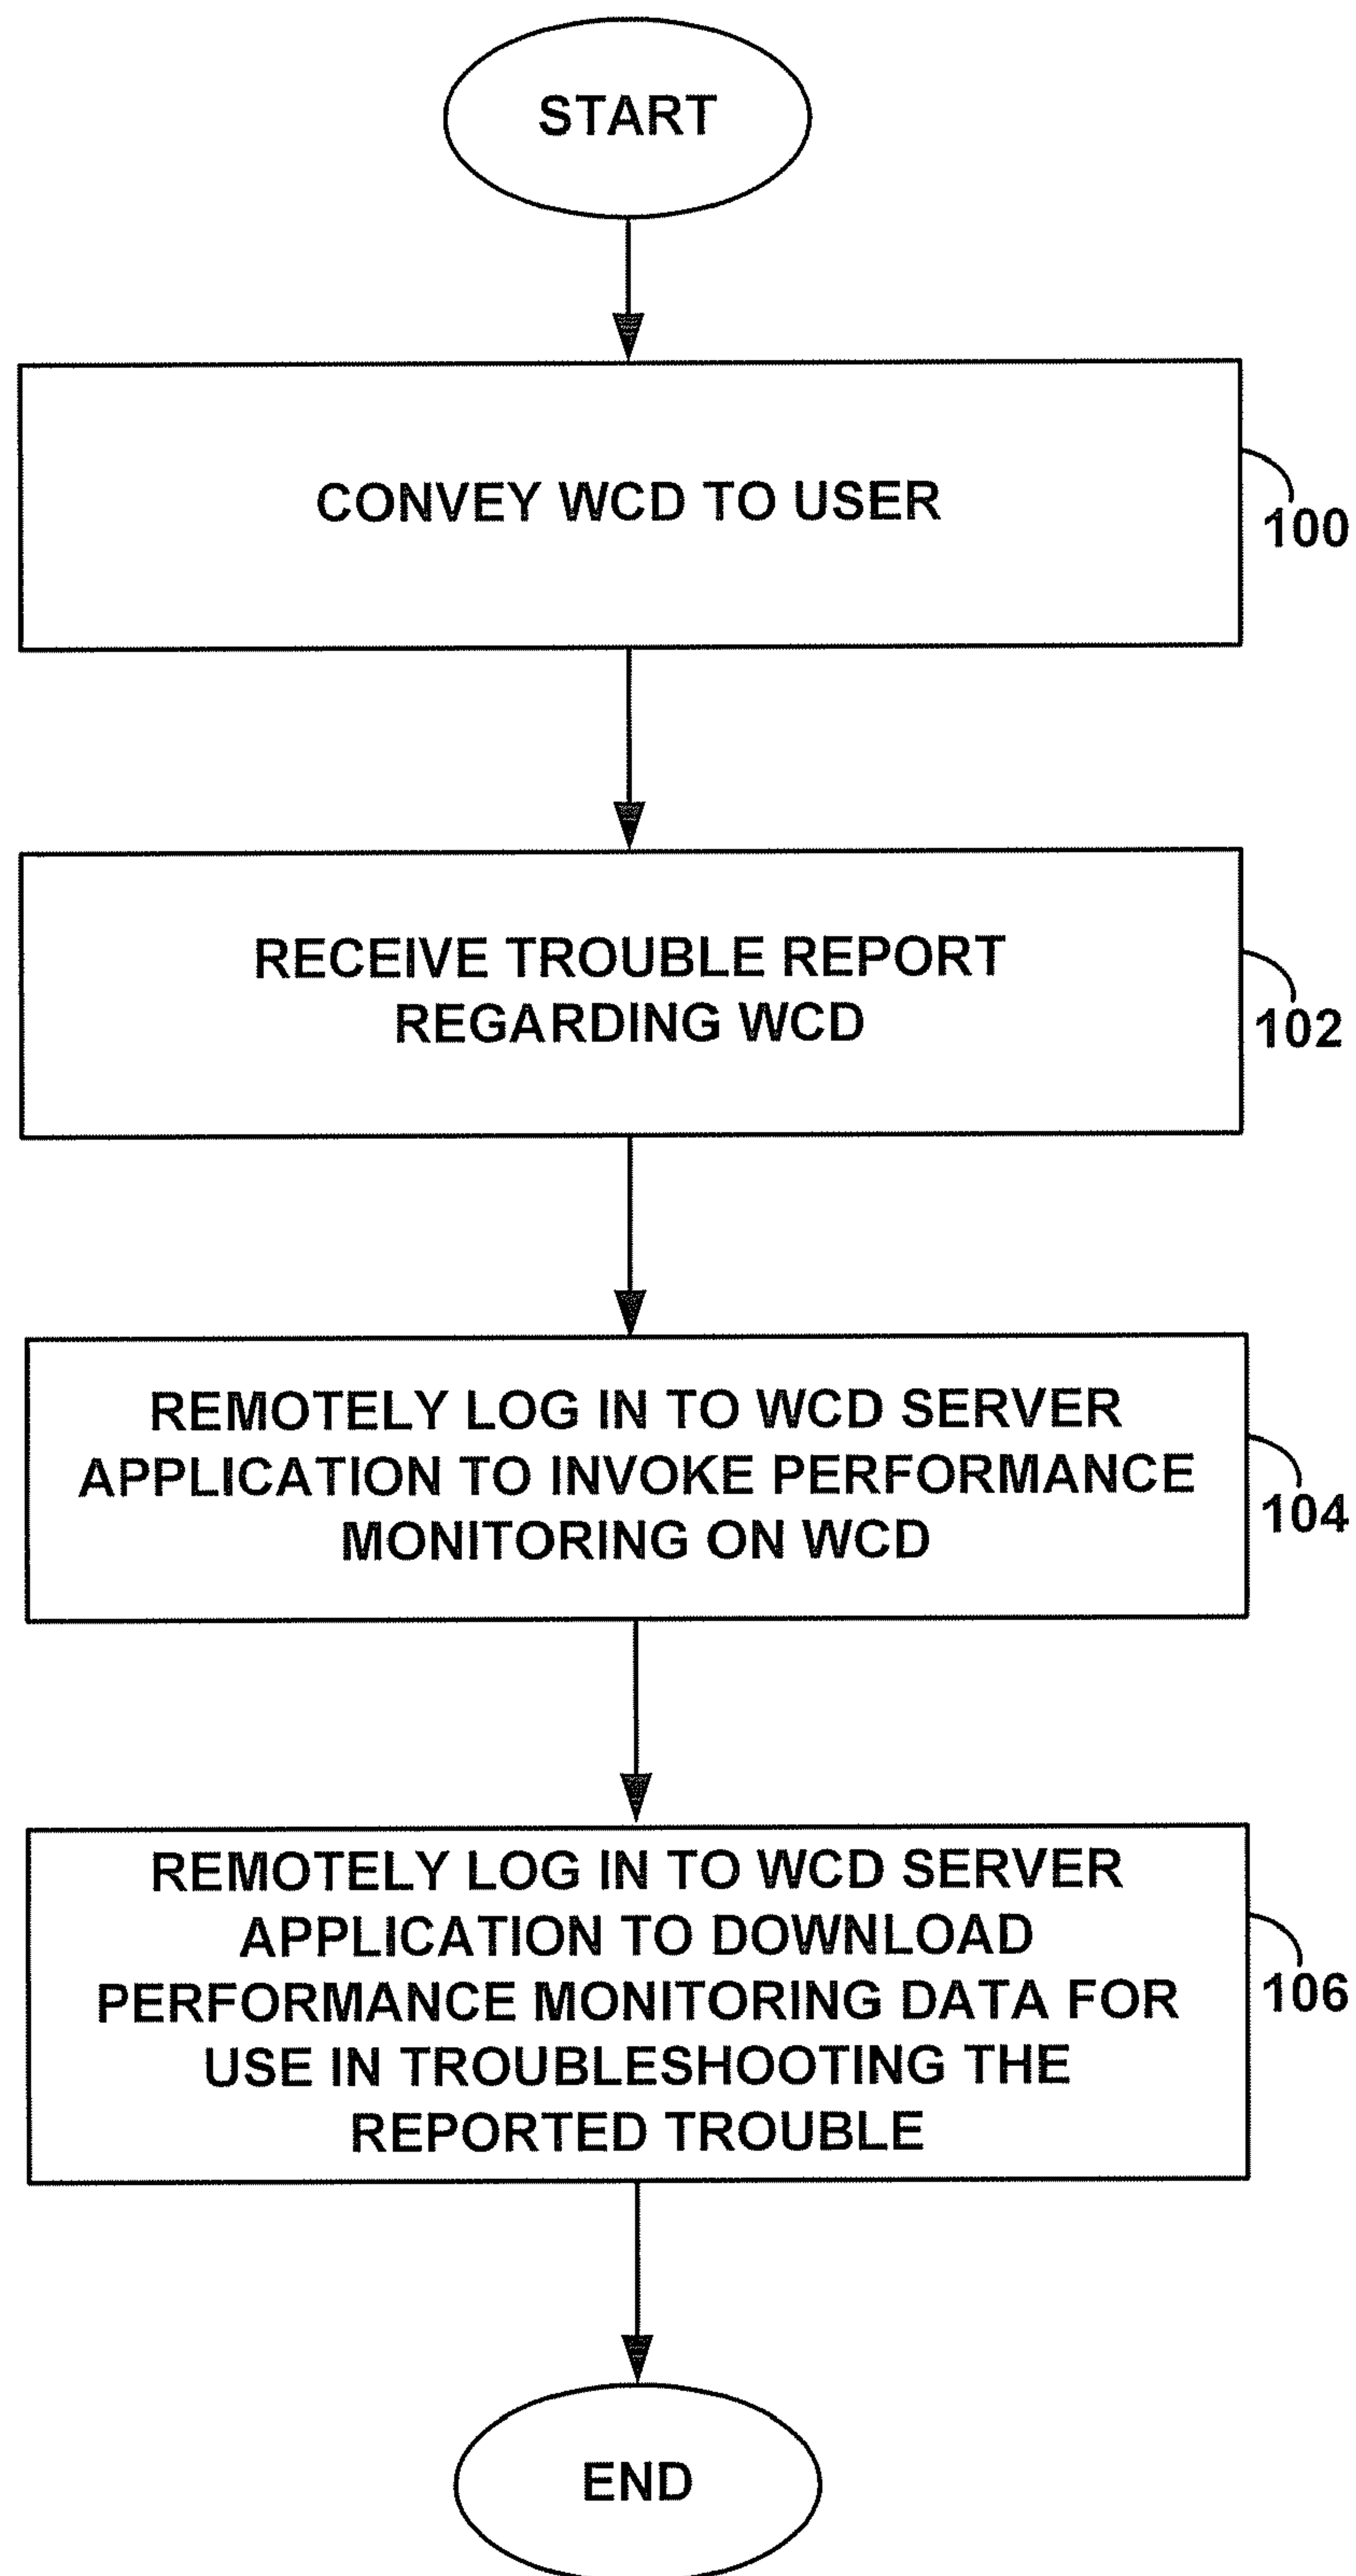 START
CONVEY WCD TO USER
100
RECEIVE TROUBLE REPORT
REGARDING WCD
102
REMOTELY LOG IN TO WCD SERVER
APPLICATION TO INVOKE PERFORMANCE
MONITORING ON WCD
104
REMOTELY LOG IN TO WCD SERVER
APPLICATION TO DOWNLOAD
PERFORMANCE MONITORING DATA FOR
USE IN TROUBLESHOOTING THE
REPORTED TROUBLE
106
END